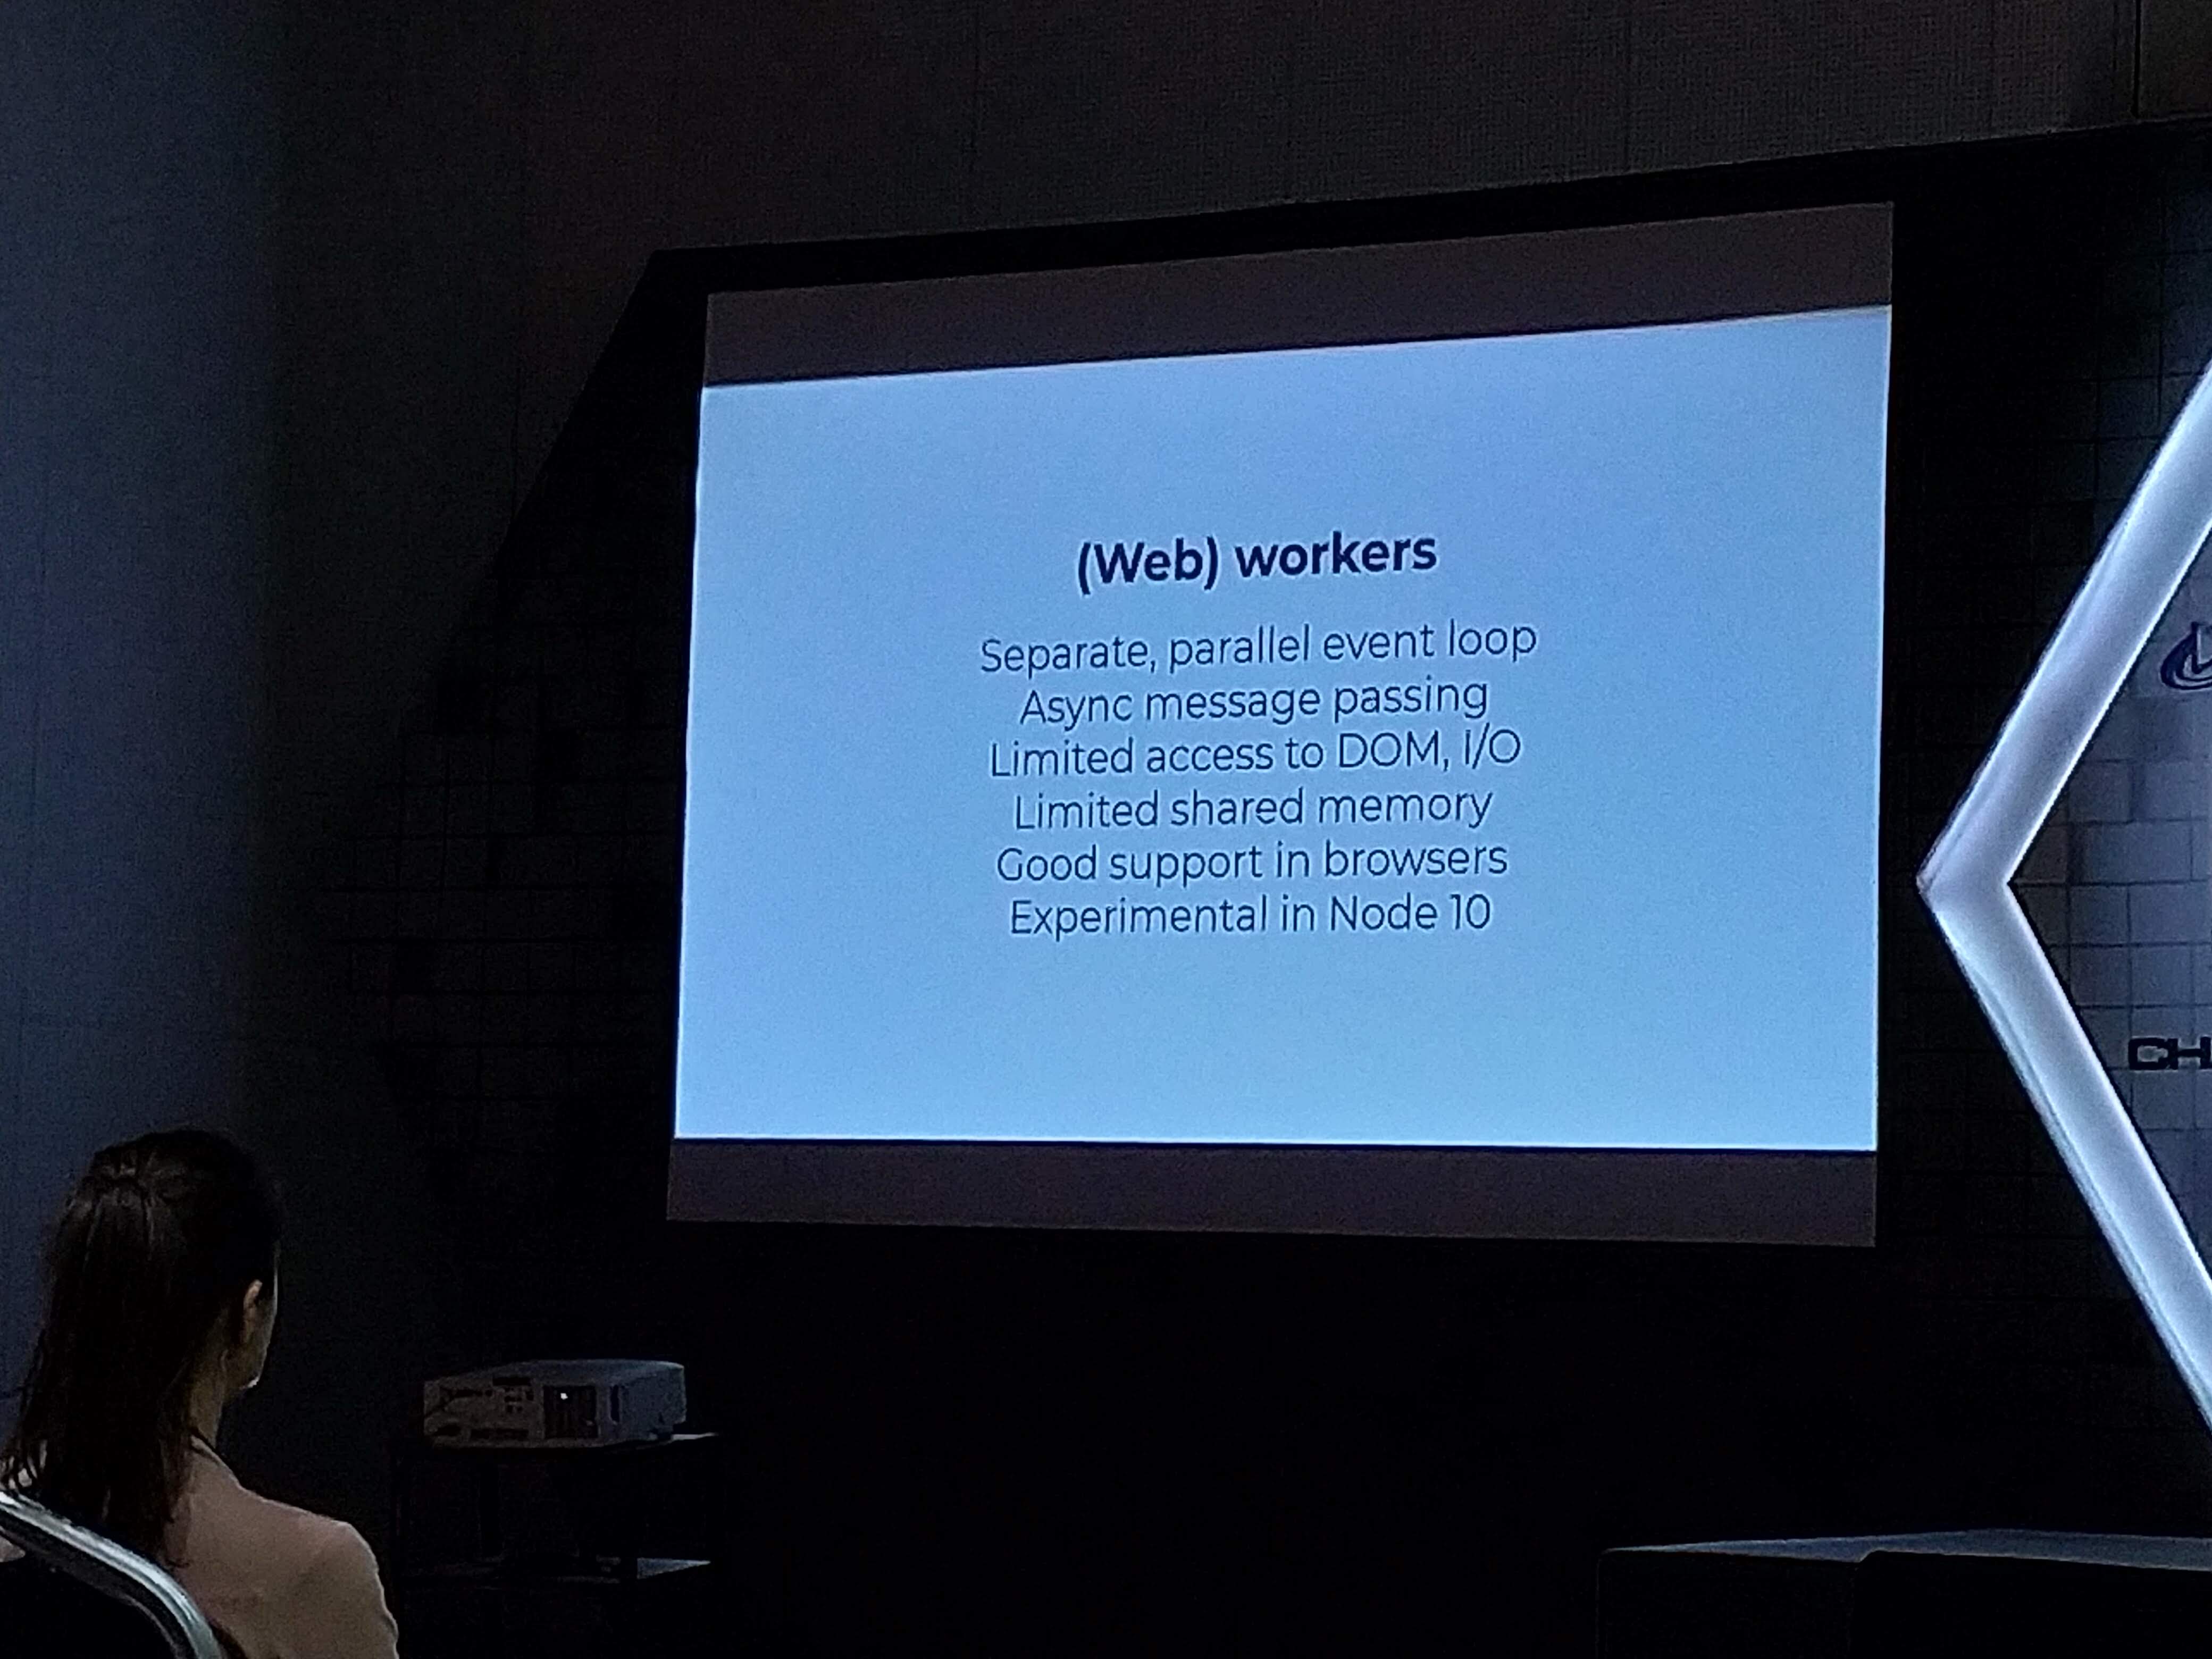 (Web) workers
Separate, parallel event loop
Async message passing
Limited access to DOM, I/O
Limited shared memory
Good support in browsers
Experimental in Node 10